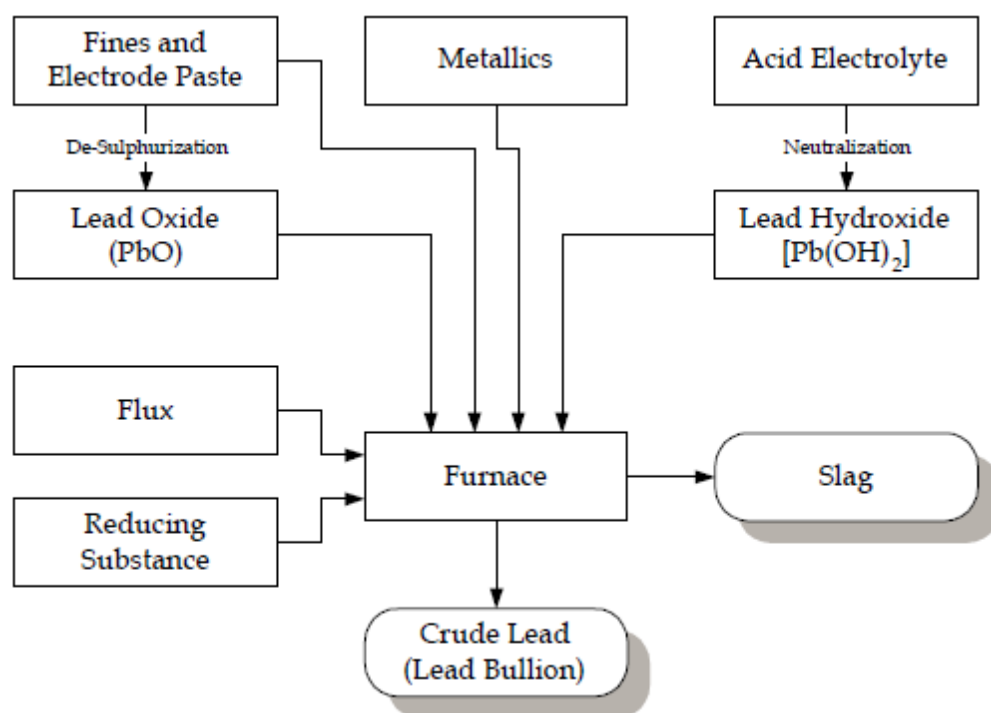 Fines and
Electrode Paste
Metallics
Acid Electrolyte
De-Sulphurization
Neutralization
Lead Oxide
(PbO)
Lead Hydroxide
[Pb(OH)₂]
Flux
Furnace
Slag
Reducing
Substance
Crude Lead
(Lead Bullion)